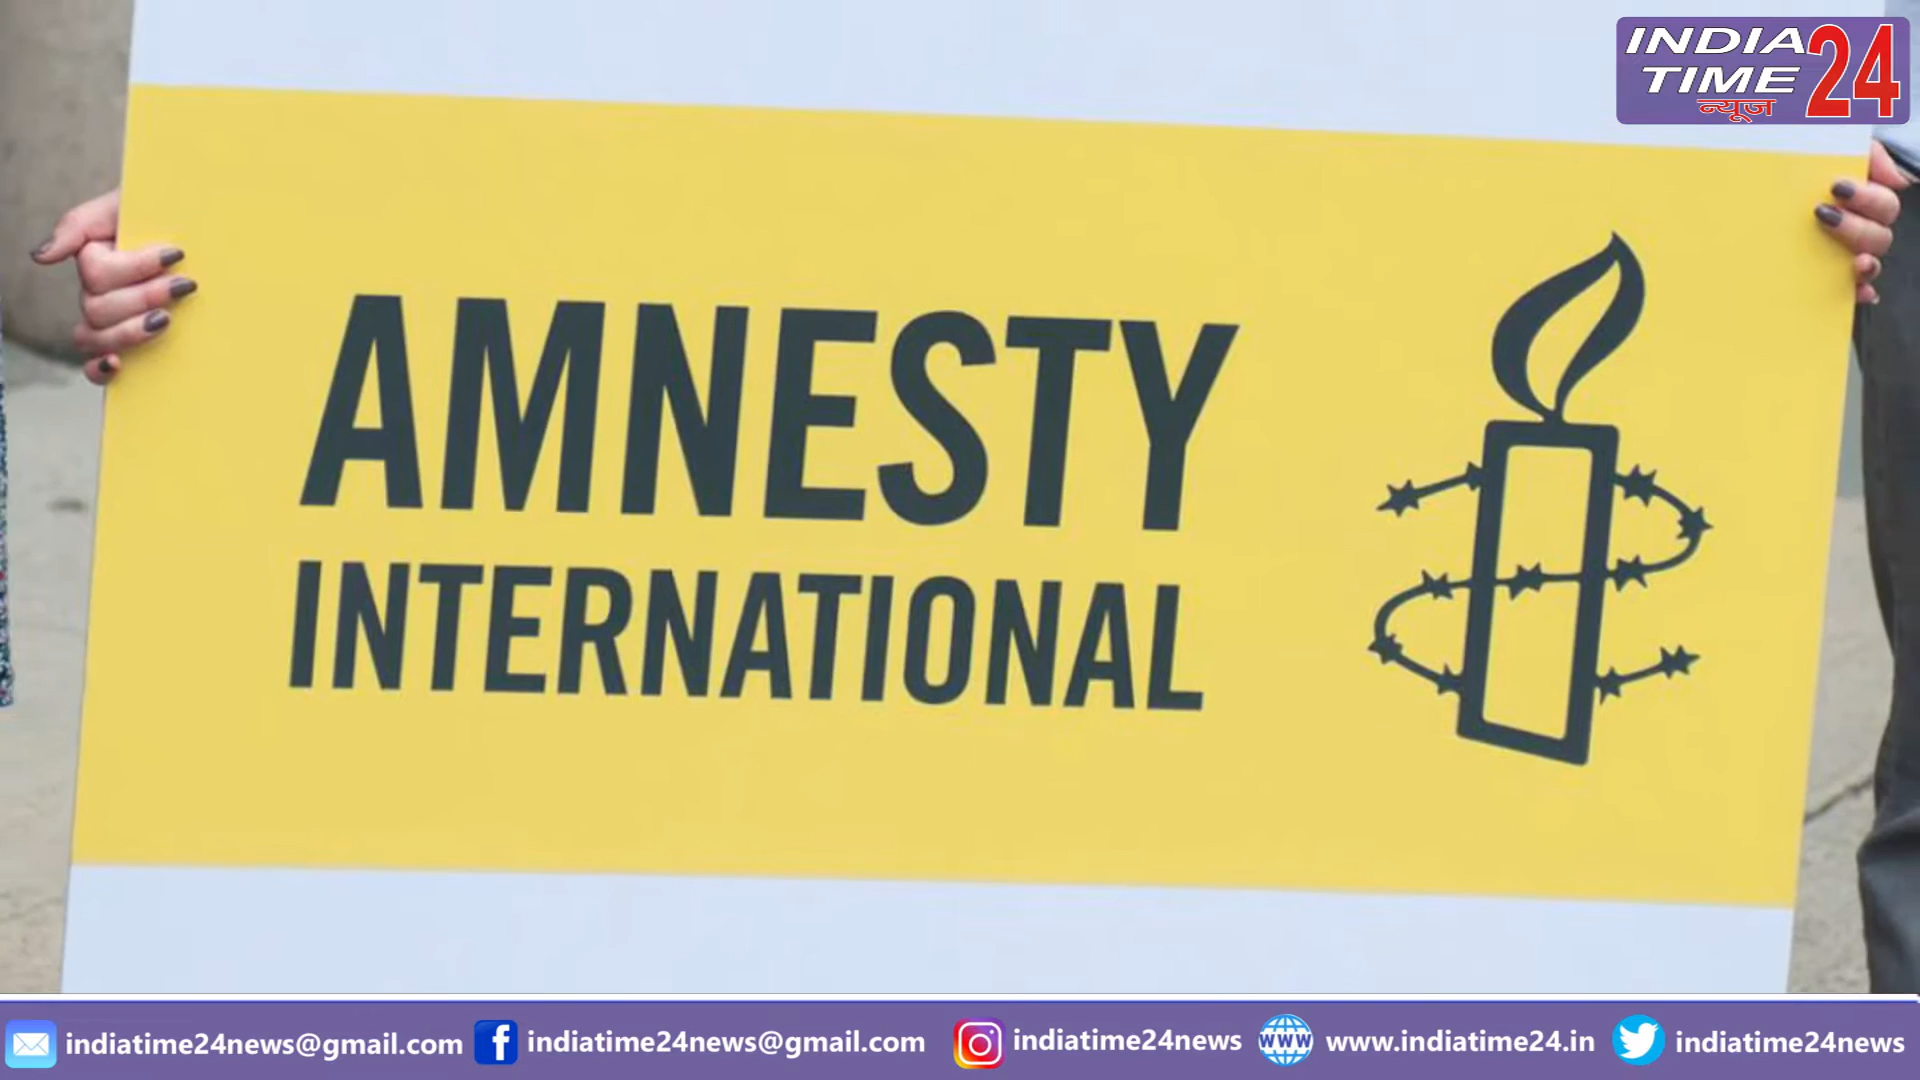 INDIA
TIME 24
न्यूज
AMNESTY
INTERNATIONAL
indiatime24news@gmail.com
indiatime24news@gmail.com
indiatime24news
www
www.indiatime24.in
indiatime24news